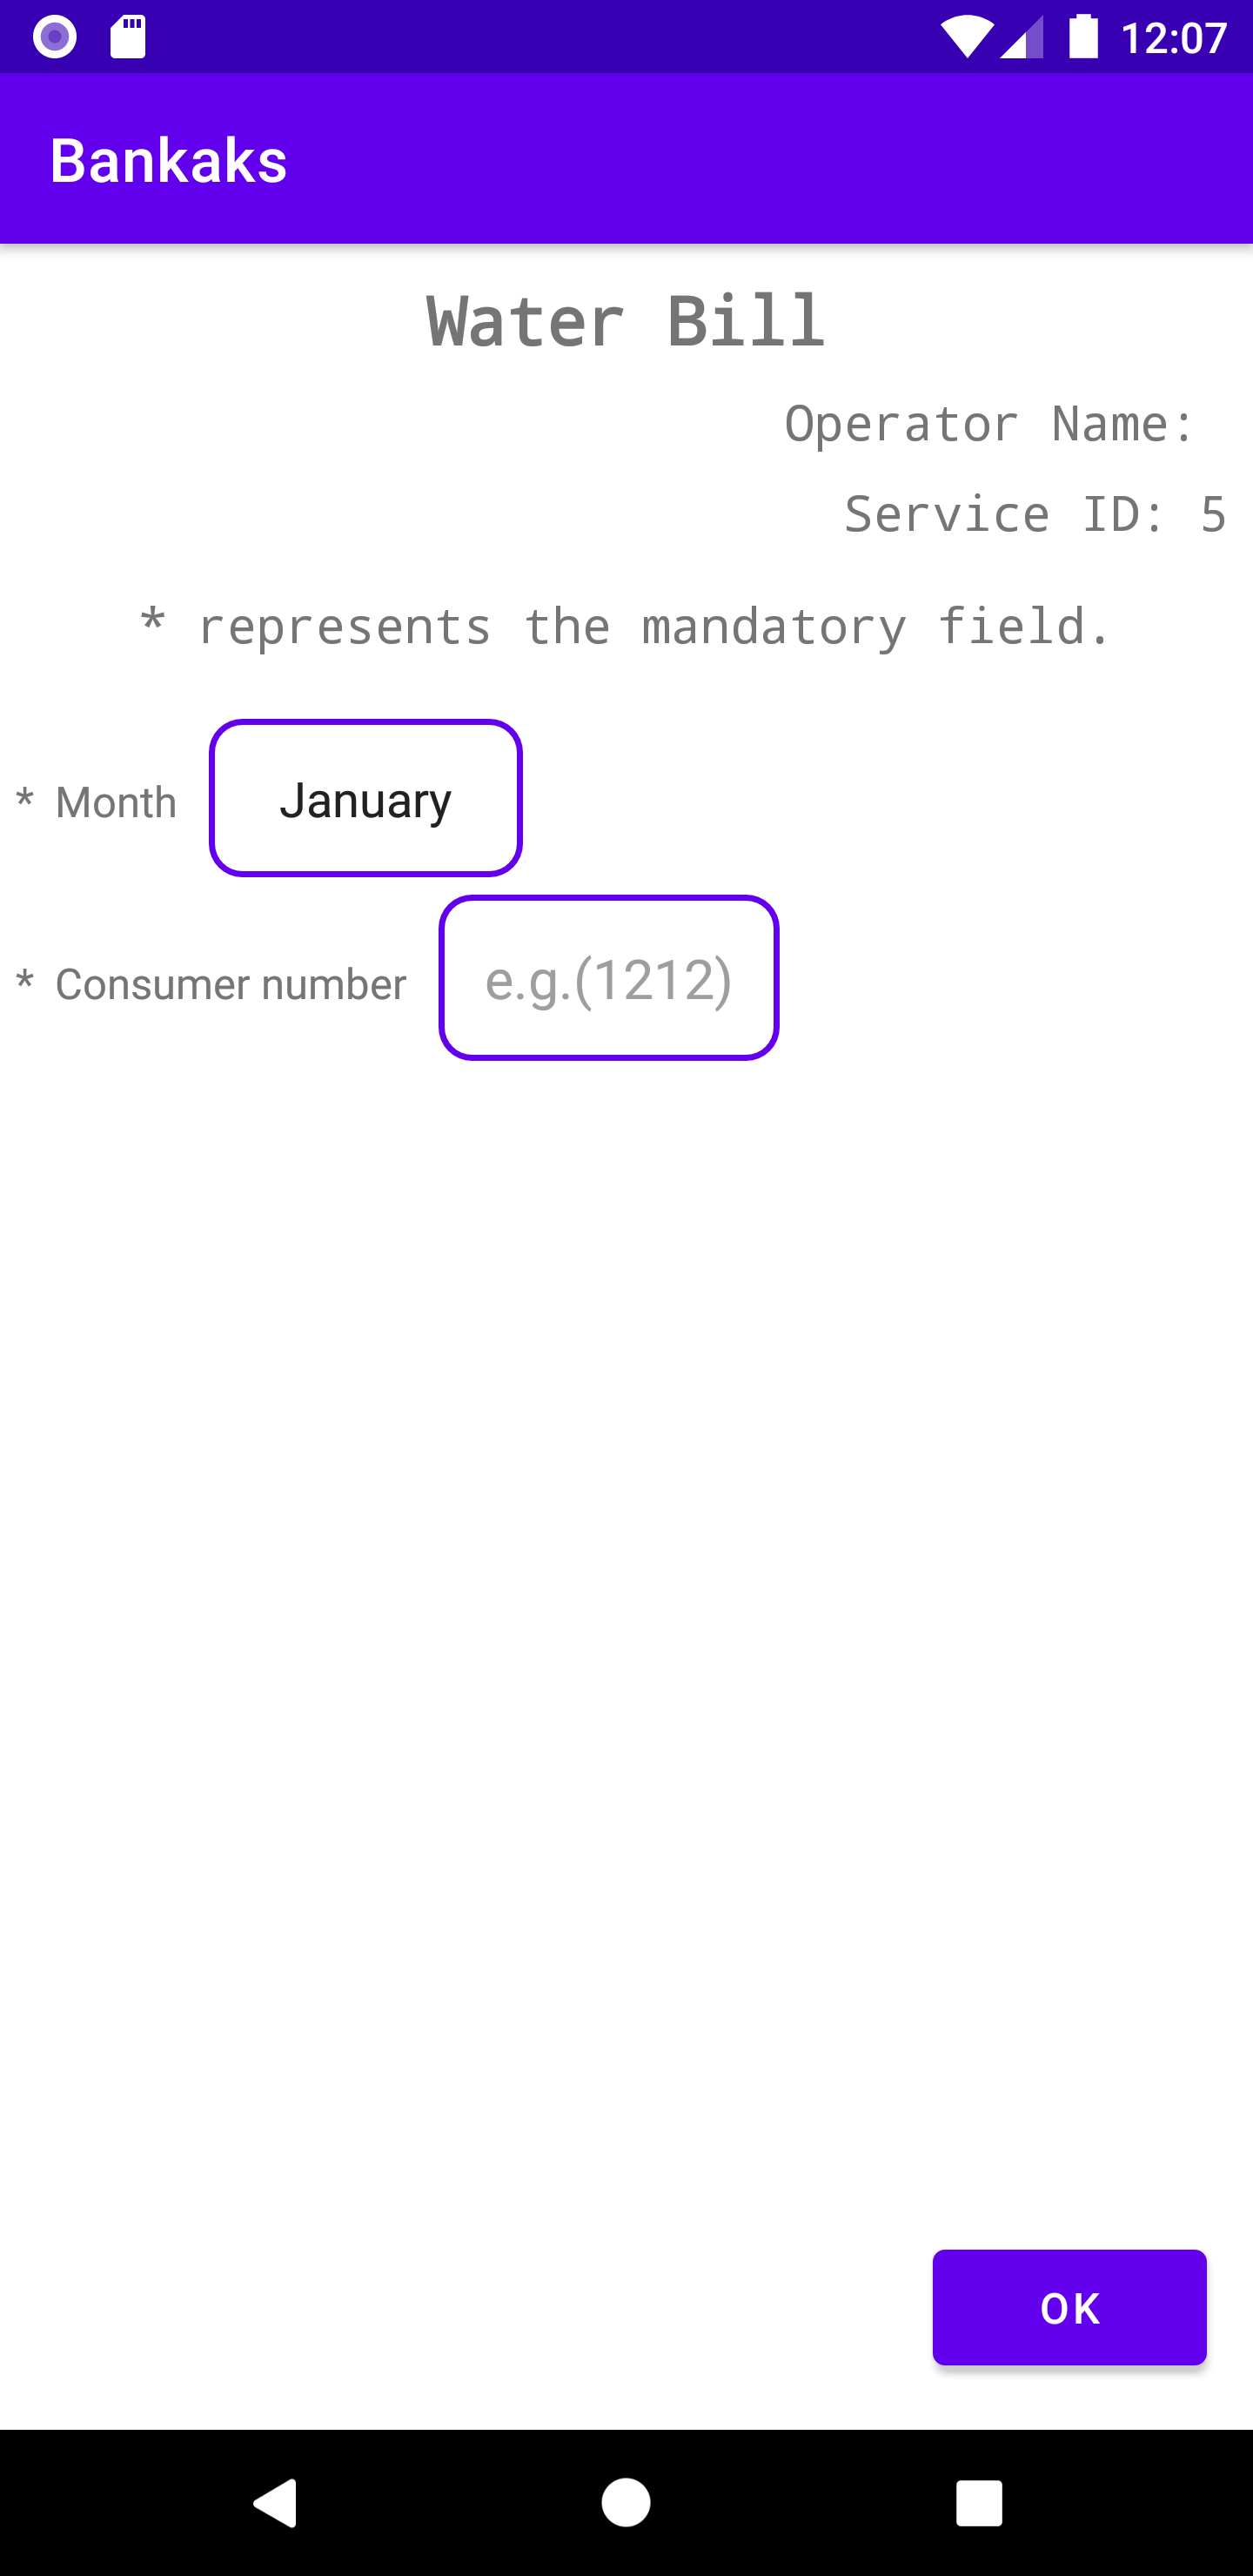 12:07
Bankaks
Water Bill
Operator Name:
Service ID: 5
* represents the mandatory field.
* Month January
* Consumer number e.g.(1212)
OK